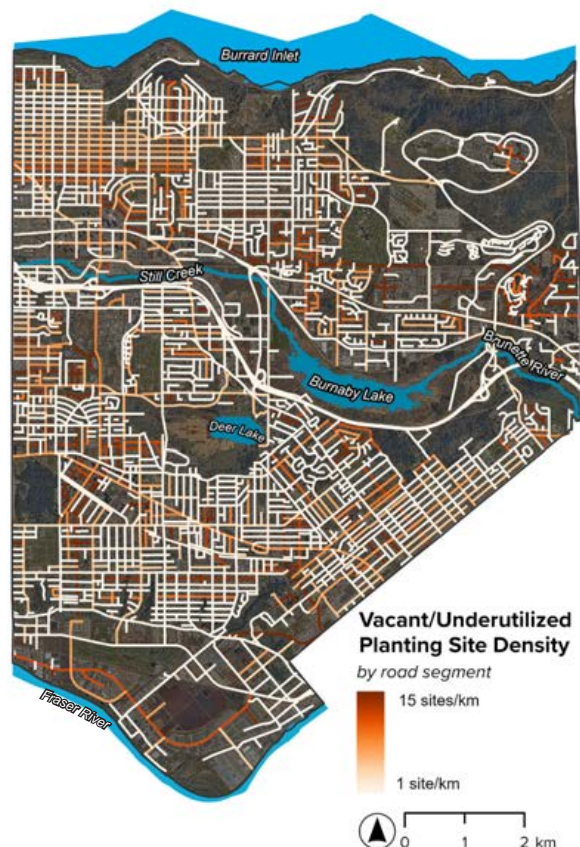 Burrard Inlet
Still Creek
Brunette River
Burnaby Lake
Deer Lake
Fraser River
Vacant/Underutilized
Planting Site Density
by road segment
15 sites/km
1 site/km
0 1 2 km